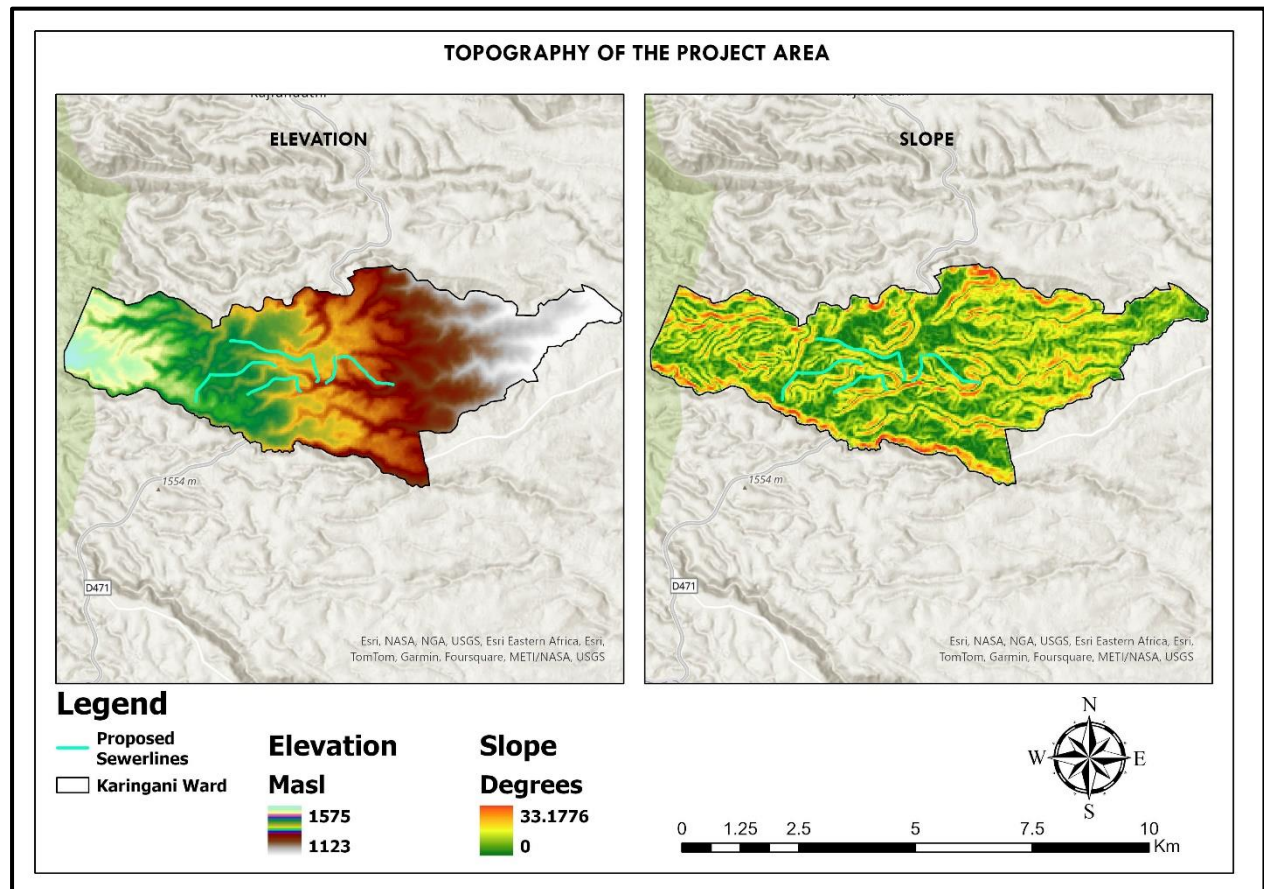 TOPOGRAPHY OF THE PROJECT AREA
ELEVATION
1554 m
D471
Esri, NASA, NGA, USGS, Esri Eastern Africa, Esri,
TomTom, Garmin, Foursquare, METI/NASA, USGS
SLOPE
1554 m
D471
Esri, NASA, NGA, USGS, Esri Eastern Africa, Esri,
TomTom, Garmin, Foursquare, METI/NASA, USGS
Legend
Proposed
Sewerlines
Karingani Ward
Elevation
Masl
1575
1123
Slope
Degrees
33.1776
0
N
W
E
S
0
1.25
2.5
5
7.5
10
Km